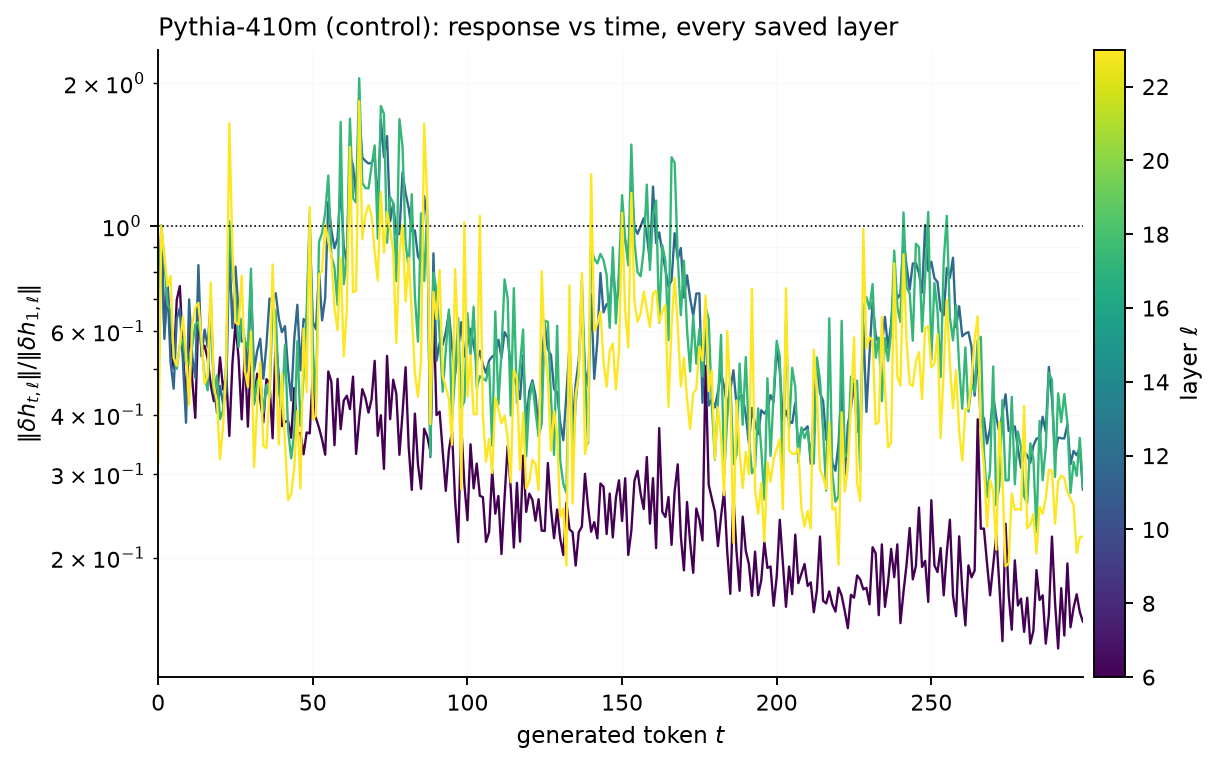 Pythia-410m (control): response vs time, every saved layer
2 × 10⁰
10⁰
6 × 10⁻¹
4 × 10⁻¹
3 × 10⁻¹
2 × 10⁻¹
‖δh_{t,ℓ}‖/‖δh_{1,ℓ}‖
0 50 100 150 200 250
generated token t
22
20
18
16
14
12
10
8
6
layer ℓ